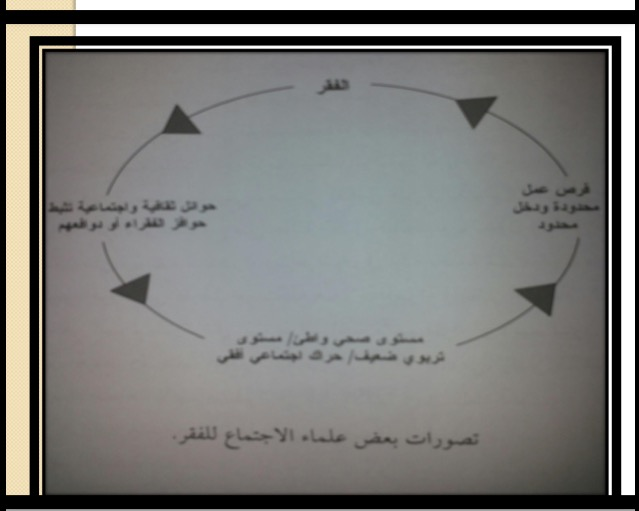 الفقر
فرص عمل
محدودة ودخل
محدود
حوائل ثقافية واجتماعية تثبط
حوافز الفقراء أو دوافعهم
مستوى صحي واطئ/ مستوى
تربوي ضعيف/ حراك اجتماعي أفقي
تصورات بعض علماء الاجتماع للفقر.